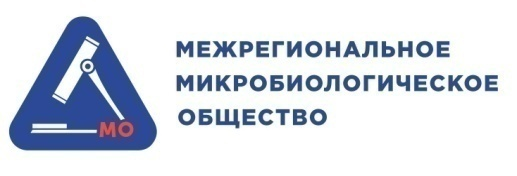 МЕЖРЕГИОНАЛЬНОЕ
МИКРОБИОЛОГИЧЕСКОЕ
ОБЩЕСТВО
МО